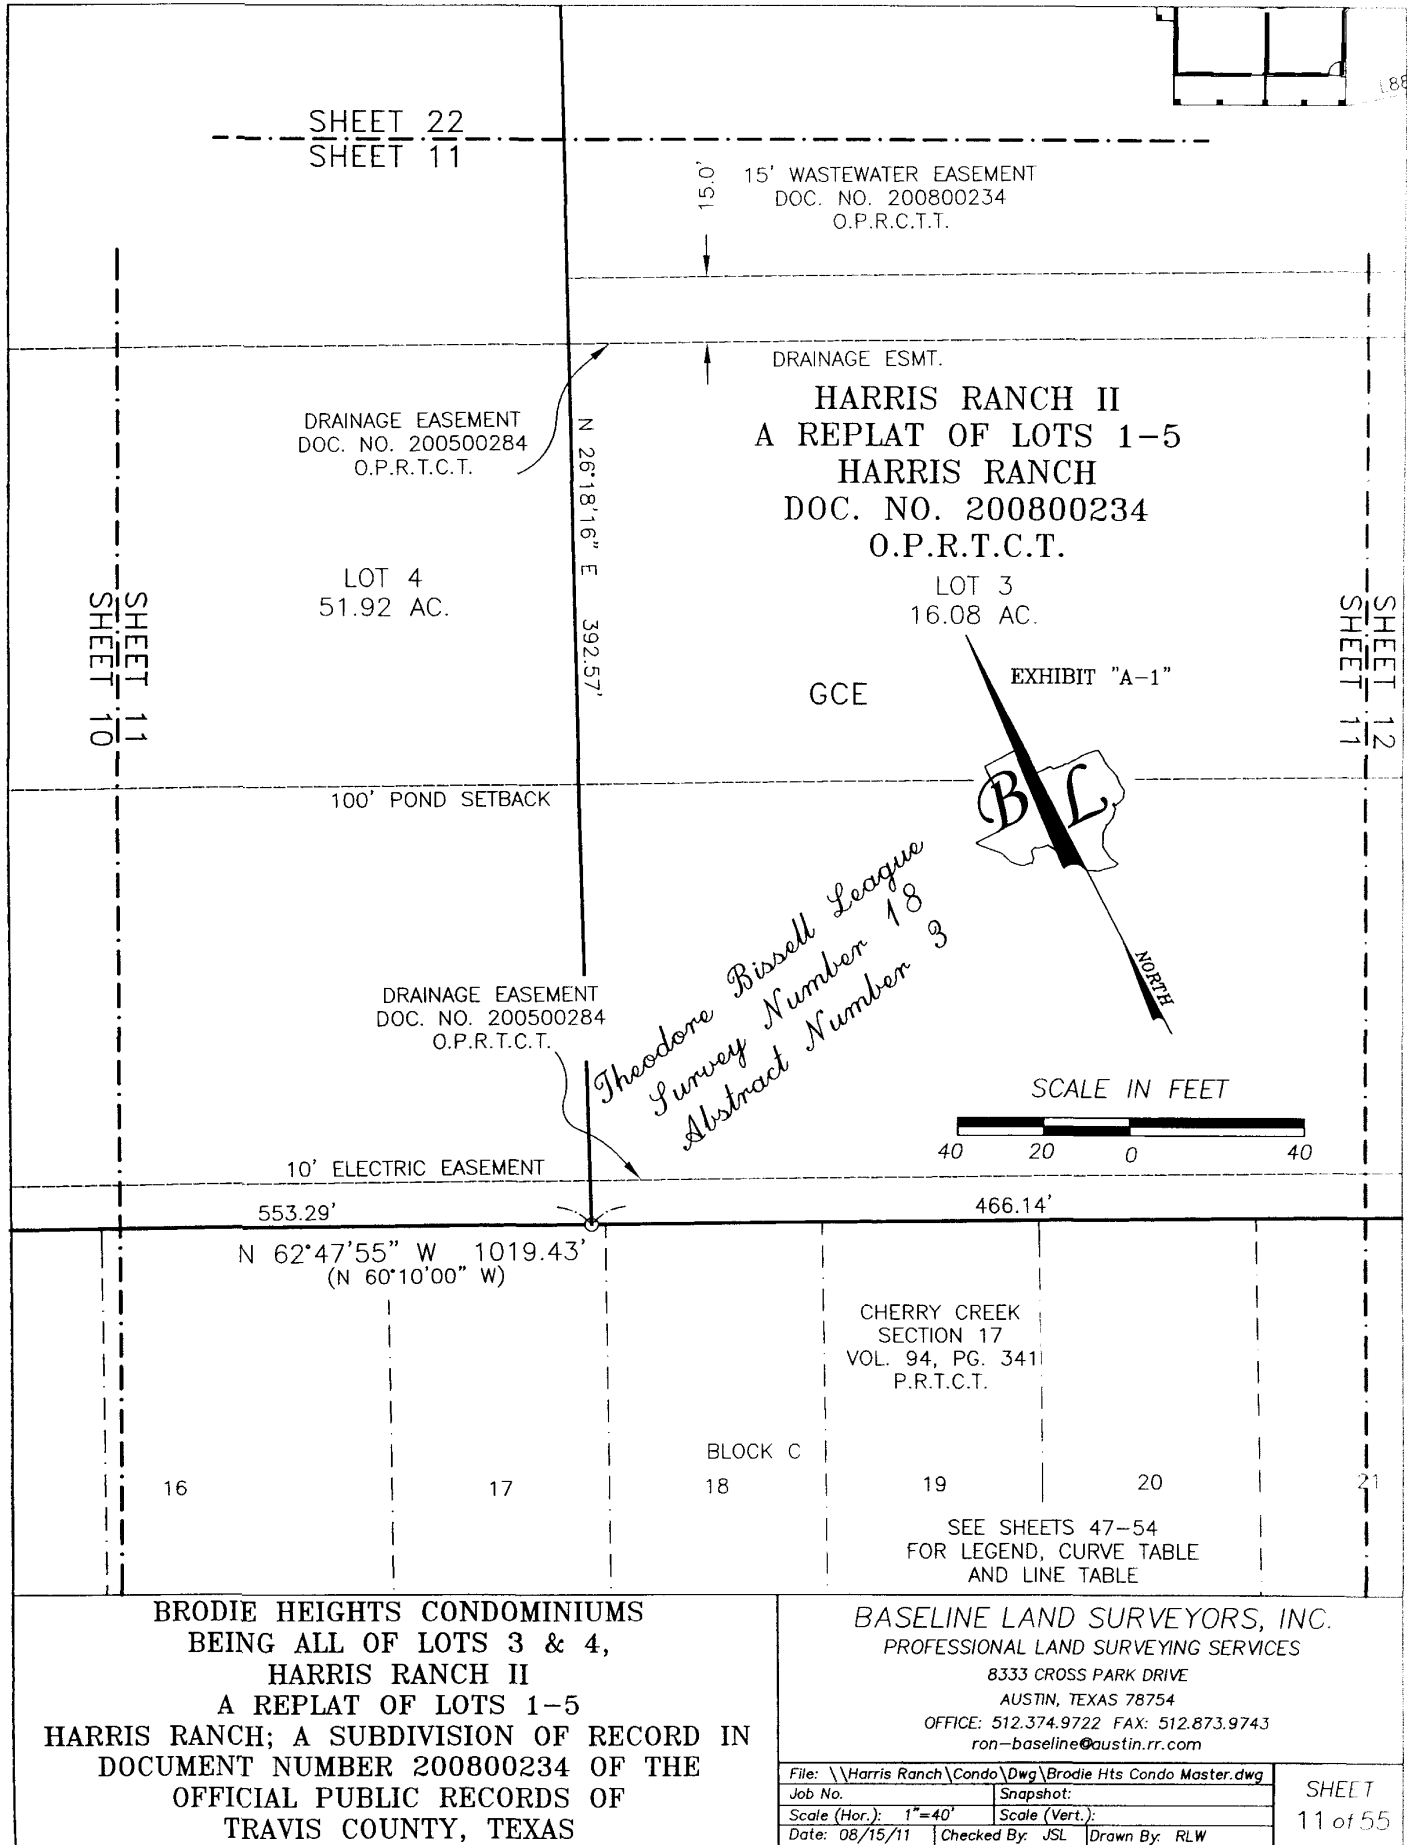 L88
SHEET 22
SHEET 11
15.0'
15' WASTEWATER EASEMENT
DOC. NO. 200800234
O.P.R.C.T.T.
DRAINAGE ESMT.
DRAINAGE EASEMENT
DOC. NO. 200500284
O.P.R.T.C.T.
HARRIS RANCH II
A REPLAT OF LOTS 1-5
HARRIS RANCH
DOC. NO. 200800234
O.P.R.T.C.T.
N 26°18'16" E 392.57'
LOT 4
51.92 AC.
LOT 3
16.08 AC.
SHEET 11
SHEET 10
SHEET 12
SHEET 11
EXHIBIT "A-1"
GCE
B L
100' POND SETBACK
Theodore Bissell League
Survey Number 18
Abstract Number 3
NORTH
DRAINAGE EASEMENT
DOC. NO. 200500284
O.P.R.T.C.T.
SCALE IN FEET
40 20 0 40
10' ELECTRIC EASEMENT
553.29'
466.14'
N 62°47'55" W 1019.43'
(N 60°10'00" W)
CHERRY CREEK
SECTION 17
VOL. 94, PG. 341
P.R.T.C.T.
BLOCK C
16 17 18 19 20 21
SEE SHEETS 47-54
FOR LEGEND, CURVE TABLE
AND LINE TABLE
BRODIE HEIGHTS CONDOMINIUMS
BEING ALL OF LOTS 3 & 4,
HARRIS RANCH II
A REPLAT OF LOTS 1-5
HARRIS RANCH; A SUBDIVISION OF RECORD IN
DOCUMENT NUMBER 200800234 OF THE
OFFICIAL PUBLIC RECORDS OF
TRAVIS COUNTY, TEXAS
BASELINE LAND SURVEYORS, INC.
PROFESSIONAL LAND SURVEYING SERVICES
8333 CROSS PARK DRIVE
AUSTIN, TEXAS 78754
OFFICE: 512.374.9722 FAX: 512.873.9743
ron-baseline@austin.rr.com
File: \\Harris Ranch\Condo\Dwg\Brodie Hts Condo Master.dwg
Job No. Snapshot:
Scale (Hor.): 1"=40' Scale (Vert.):
Date: 08/15/11 Checked By: JSL Drawn By: RLW
SHEET
11 of 55